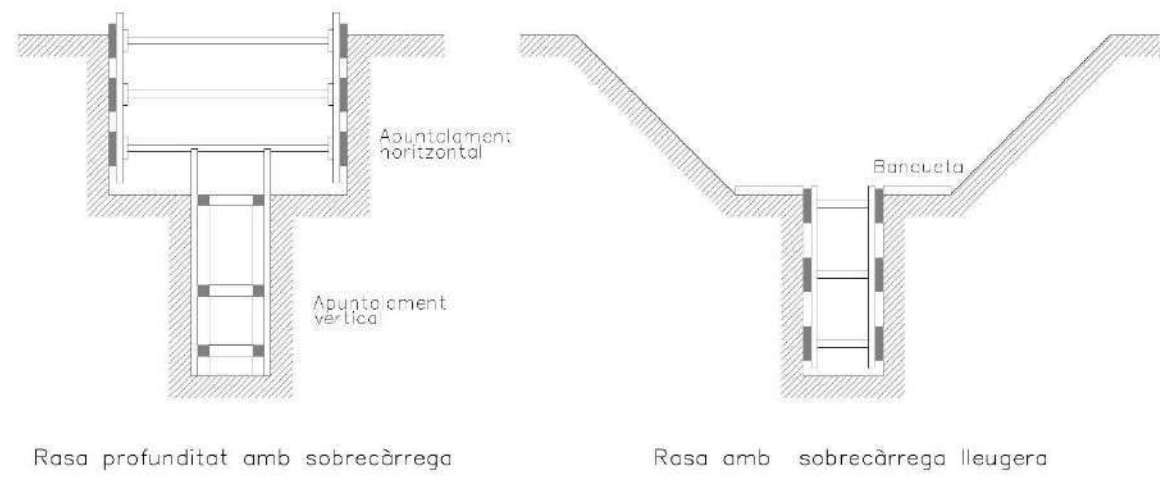 Apuntalament
horitzontal
Banqueta
Apuntalament
vertical
Rasa profunditat amb sobrecàrrega
Rasa amb sobrecàrrega lleugera